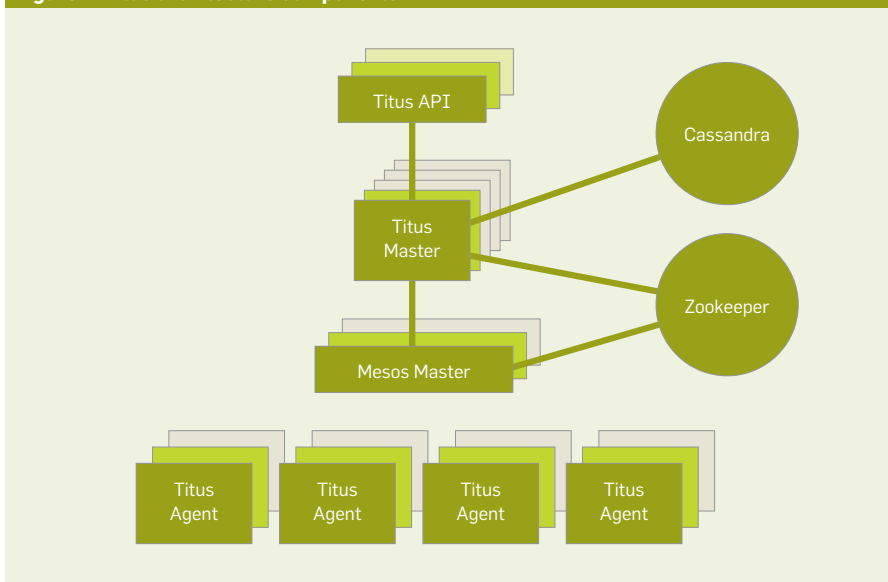 Titus API
Cassandra
Titus
Master
Zookeeper
Mesos Master
Titus
Agent
Titus
Agent
Titus
Agent
Titus
Agent